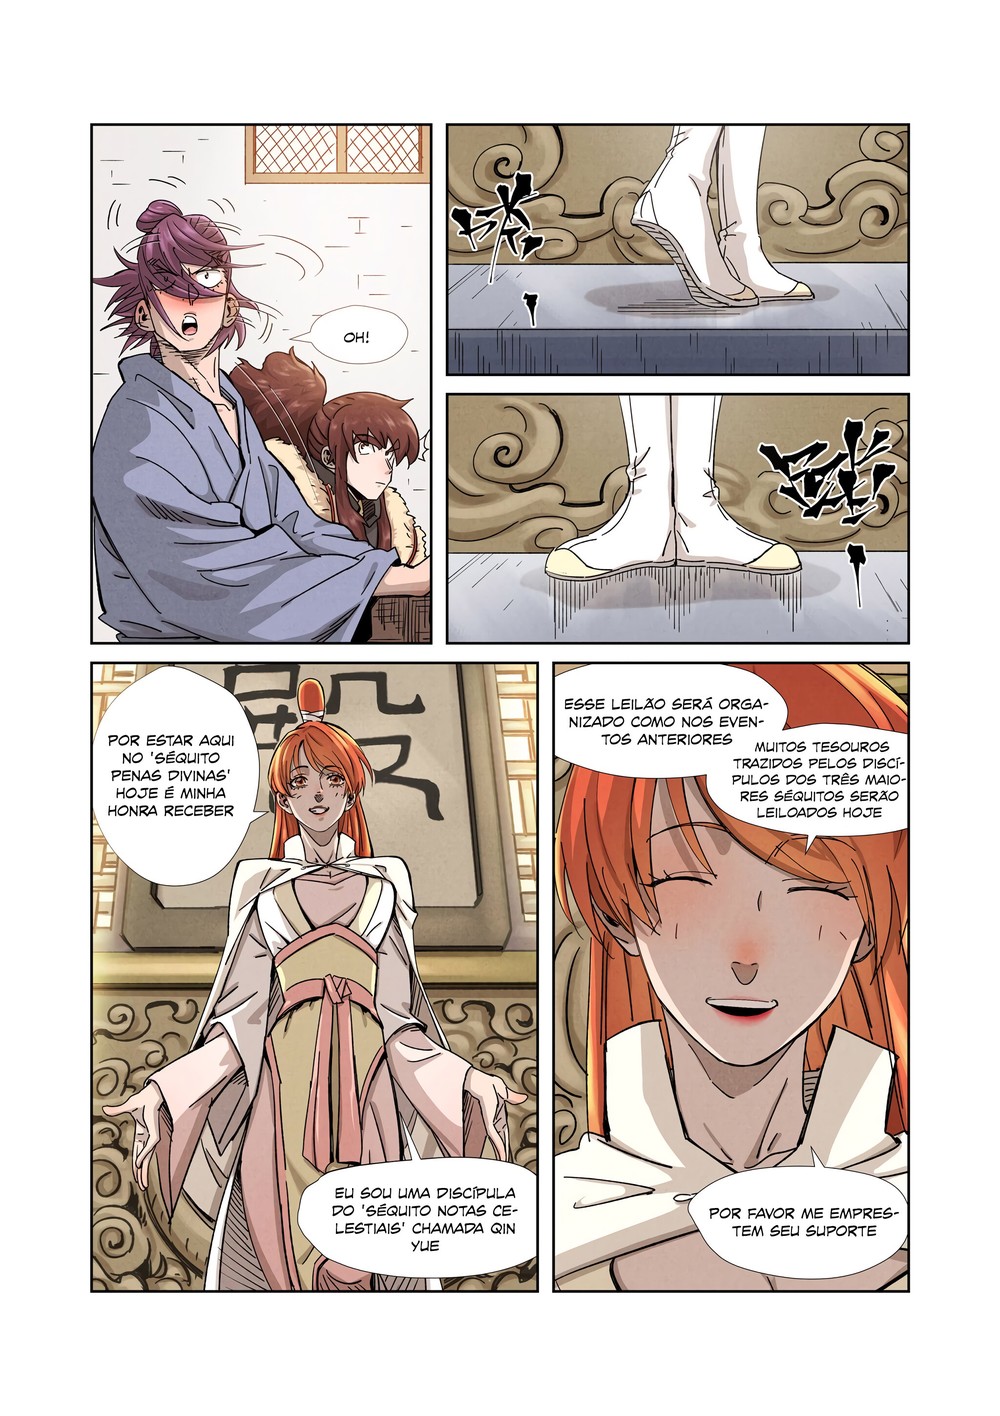 OH!
殿
POR ESTAR AQUI
NO 'SÉQUITO
PENAS DIVINAS'
HOJE É MINHA
HONRA RECEBER
EU SOU UMA DISCÍPULA
DO 'SÉQUITO NOTAS CE-
LESTIAIS' CHAMADA QIN
YUE
ESSE LEILÃO SERÁ ORGA-
NIZADO COMO NOS EVEN-
TOS ANTERIORES
MUITOS TESOUROS
TRAZIDOS PELOS DISCÍ-
PULOS DOS TRÊS MAIO-
RES SÉQUITOS SERÃO
LEILOADOS HOJE
POR FAVOR ME EMPRES-
TEM SEU SUPORTE